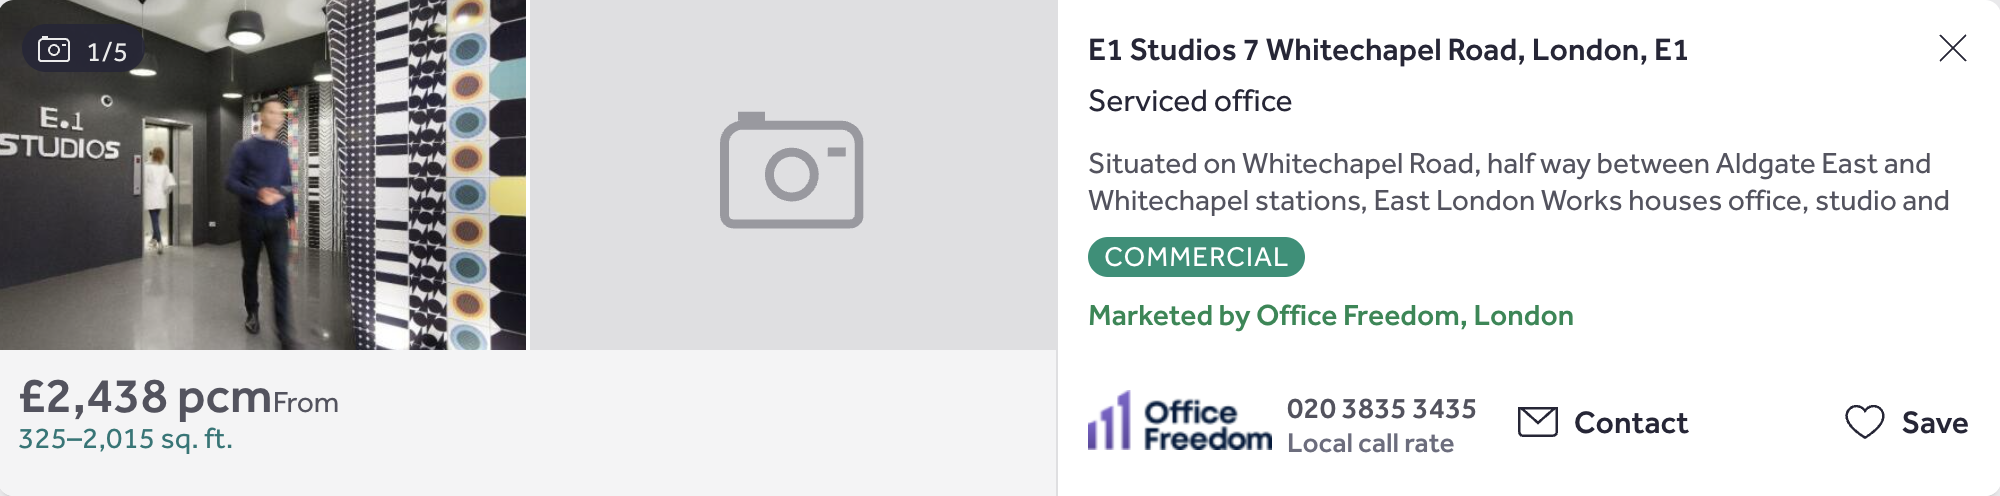 1/5
E.1
STUDIOS
£2,438 pcm From
325–2,015 sq. ft.
E1 Studios 7 Whitechapel Road, London, E1
Serviced office
Situated on Whitechapel Road, half way between Aldgate East and
Whitechapel stations, East London Works houses office, studio and
COMMERCIAL
Marketed by Office Freedom, London
Office
Freedom
020 3835 3435
Local call rate
Contact
Save